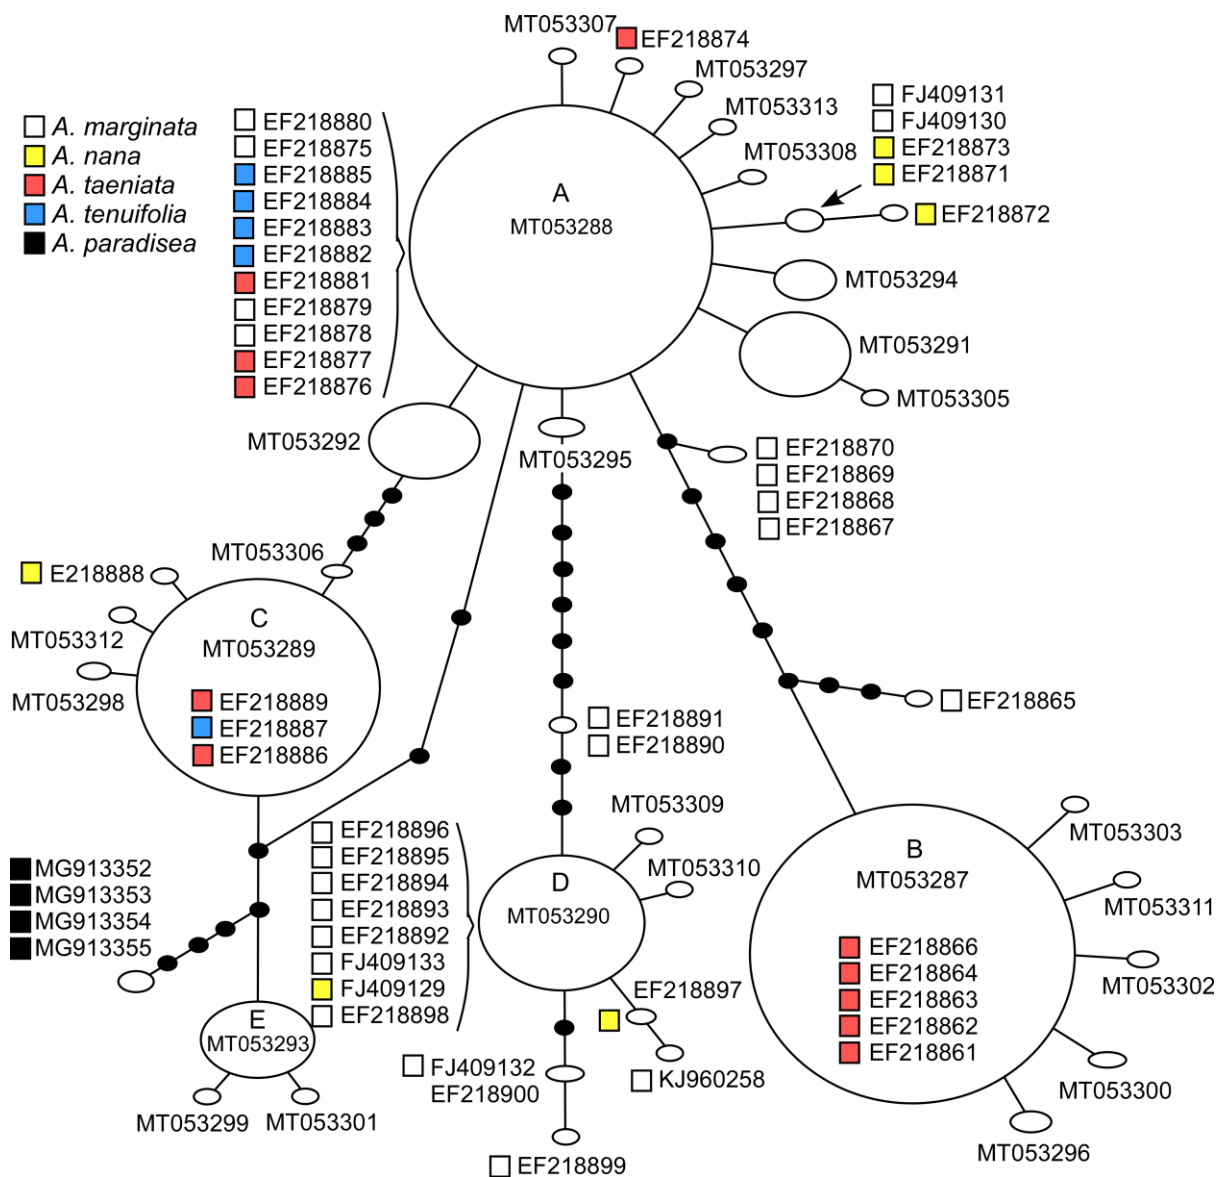 A. marginata
A. nana
A. taeniata
A. tenuifolia
A. paradisea
EF218880
EF218875
EF218885
EF218884
EF218883
EF218882
EF218881
EF218879
EF218878
EF218877
EF218876
MT053307
EF218874
MT053297
MT053313
MT053308
FJ409131
FJ409130
EF218873
EF218871
EF218872
A
MT053288
MT053294
MT053291
MT053305
MT053292
MT053295
EF218870
EF218869
EF218868
EF218867
MT053306
E218888
MT053312
MT053298
C
MT053289
EF218889
EF218887
EF218886
EF218891
EF218890
EF218865
MG913352
MG913353
MG913354
MG913355
EF218896
EF218895
EF218894
EF218893
EF218892
FJ409133
FJ409129
EF218898
MT053309
MT053310
D
MT053290
EF218897
KJ960258
FJ409132
EF218900
EF218899
E
MT053293
MT053299
MT053301
B
MT053287
EF218866
EF218864
EF218863
EF218862
EF218861
MT053303
MT053311
MT053302
MT053300
MT053296